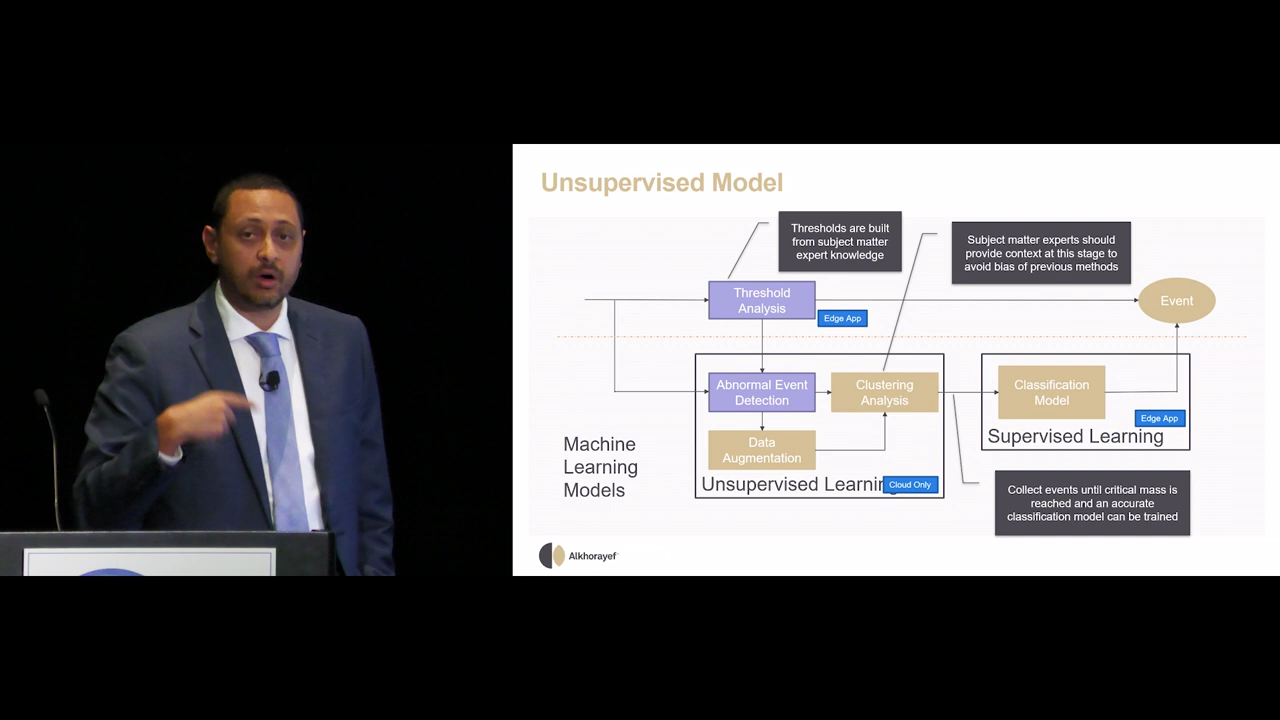 Unsupervised Model
Thresholds are built
from subject matter
expert knowledge
Subject matter experts should
provide context at this stage to
avoid bias of previous methods
Threshold
Analysis
Edge App
Event
Abnormal Event
Detection
Clustering
Analysis
Classification
Model
Edge App
Data
Augmentation
Supervised Learning
Machine
Learning
Models
Unsupervised Learning
Cloud Only
Collect events until critical mass is
reached and an accurate
classification model can be trained
Alkhorayef